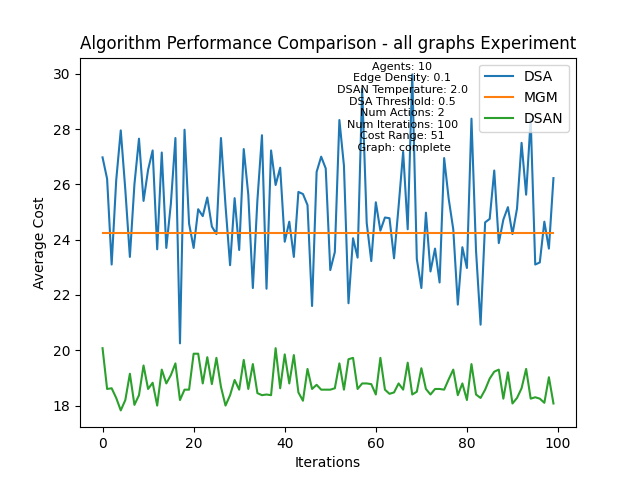 Algorithm Performance Comparison - all graphs Experiment
Agents: 10
Edge Density: 0.1
DSAN Temperature: 2.0
DSA Threshold: 0.5
Num Actions: 2
Num Iterations: 100
Cost Range: 51
Graph: complete
DSA
MGM
DSAN
Average Cost
30
28
26
24
22
20
18
0
20
40
60
80
100
Iterations